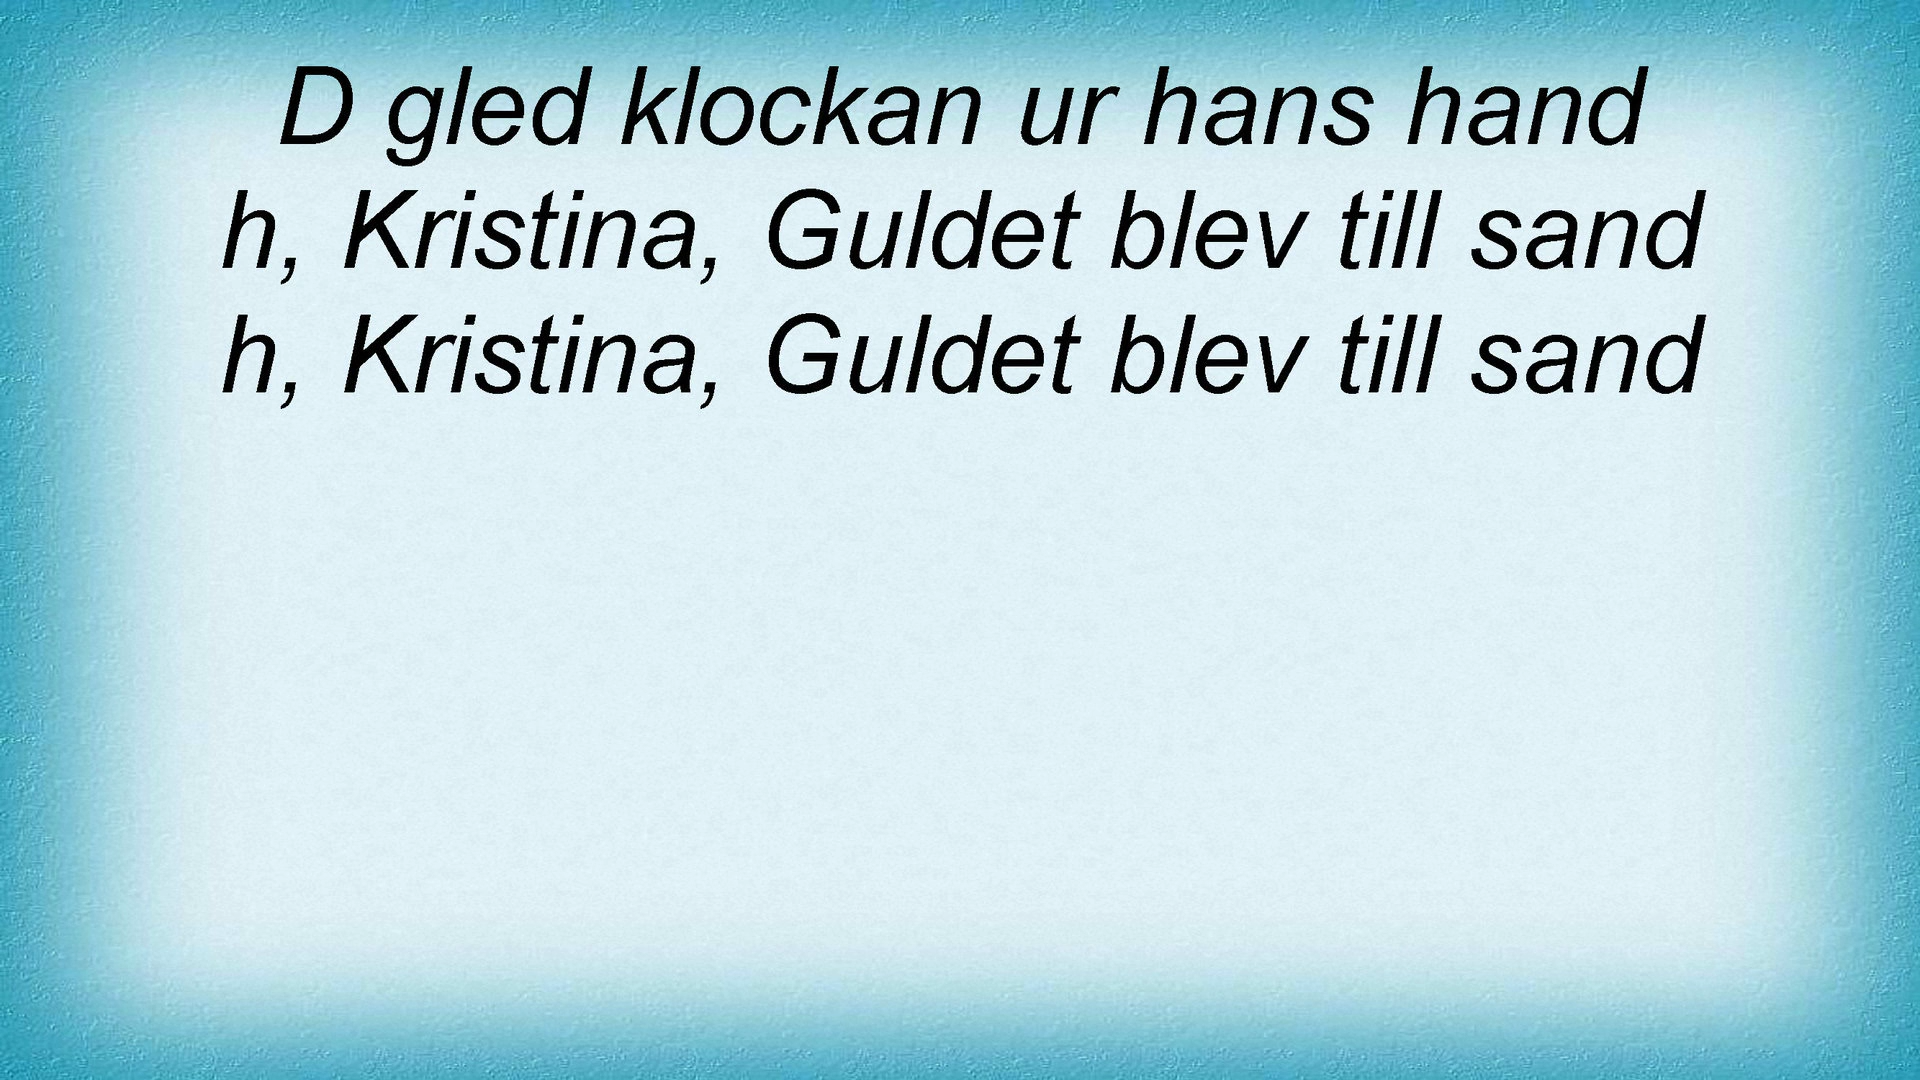 D gled klockan ur hans hand
h, Kristina, Guldet blev till sand
h, Kristina, Guldet blev till sand